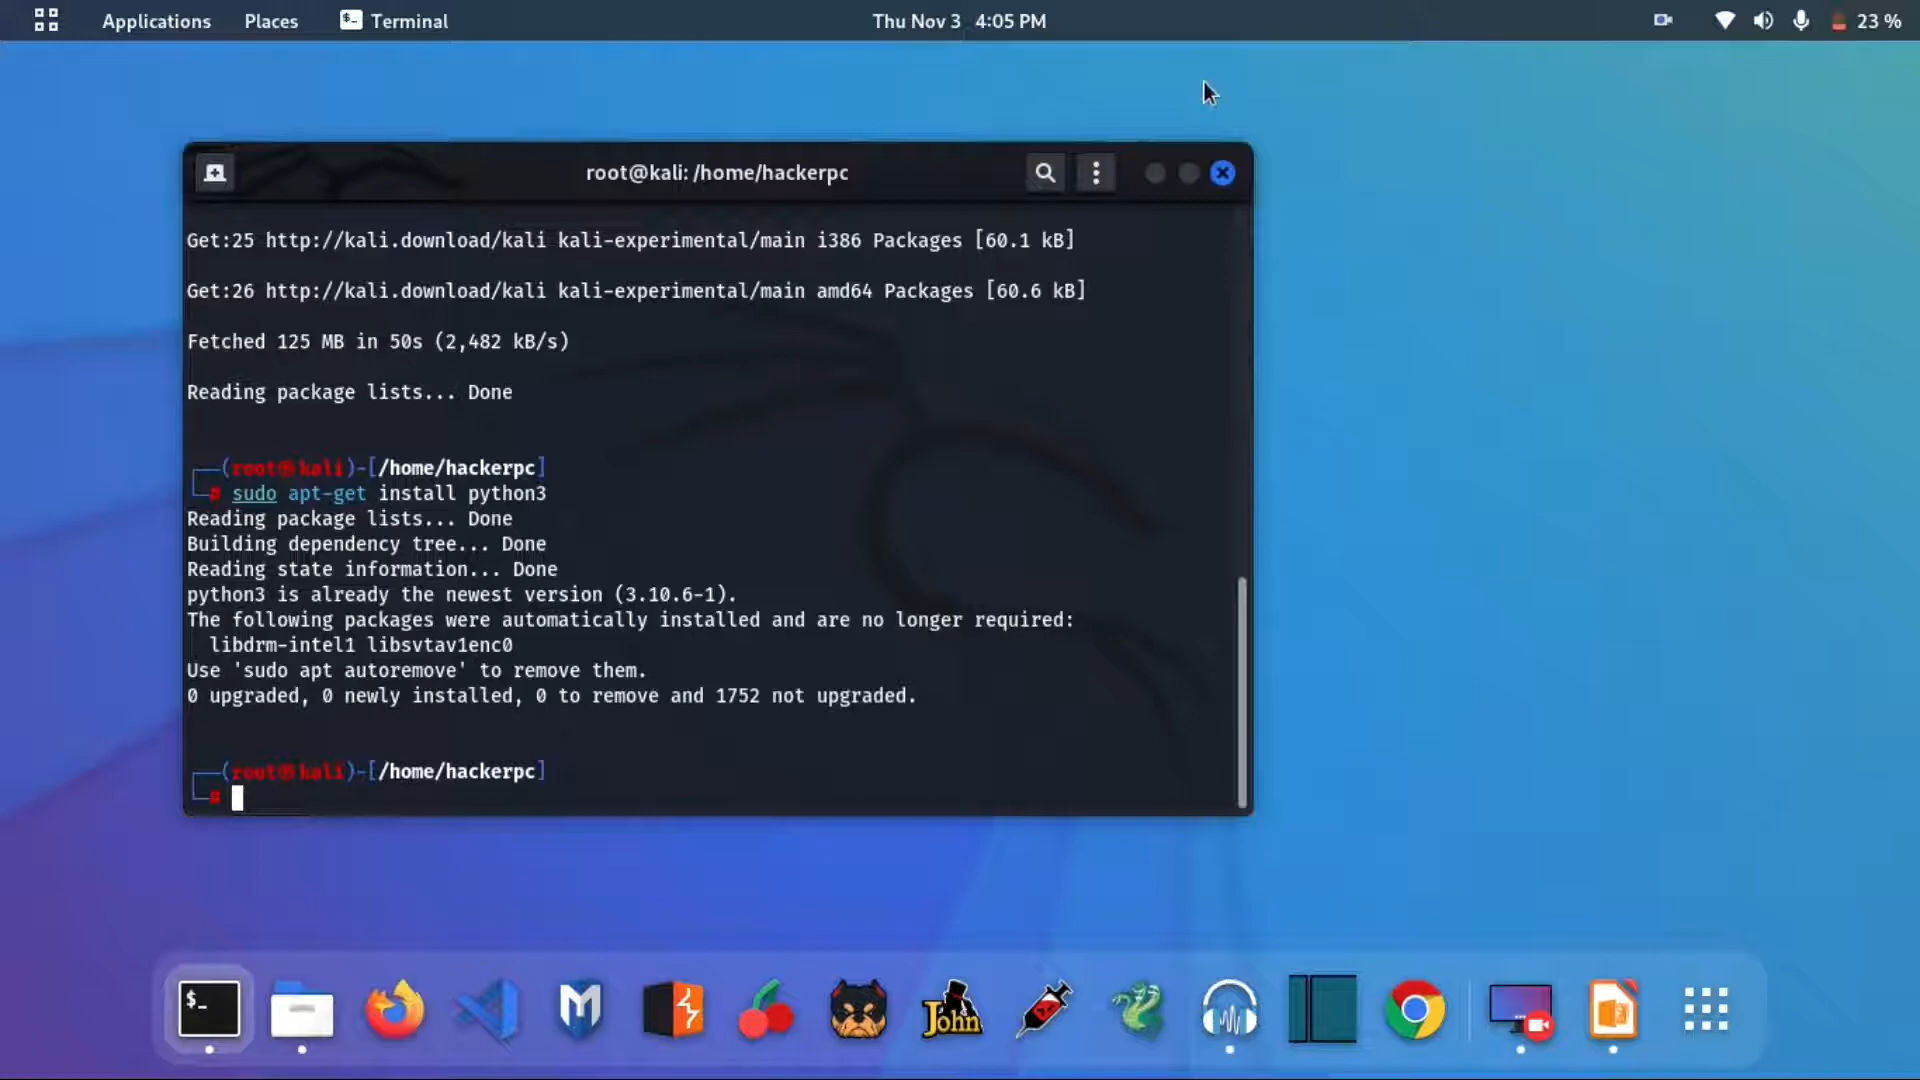 Applications Places Terminal Thu Nov 3 4:05 PM 23 %
root@kali: /home/hackerpc
Get:25 http://kali.download/kali kali-experimental/main i386 Packages [60.1 kB]
Get:26 http://kali.download/kali kali-experimental/main amd64 Packages [60.6 kB]
Fetched 125 MB in 50s (2,482 kB/s)
Reading package lists... Done
┌──(root㉿kali)-[/home/hackerpc]
└─# sudo apt-get install python3
Reading package lists... Done
Building dependency tree... Done
Reading state information... Done
python3 is already the newest version (3.10.6-1).
The following packages were automatically installed and are no longer required:
  libdrm-intel1 libsvtav1enc0
Use 'sudo apt autoremove' to remove them.
0 upgraded, 0 newly installed, 0 to remove and 1752 not upgraded.
┌──(root㉿kali)-[/home/hackerpc]
└─#
$_
John